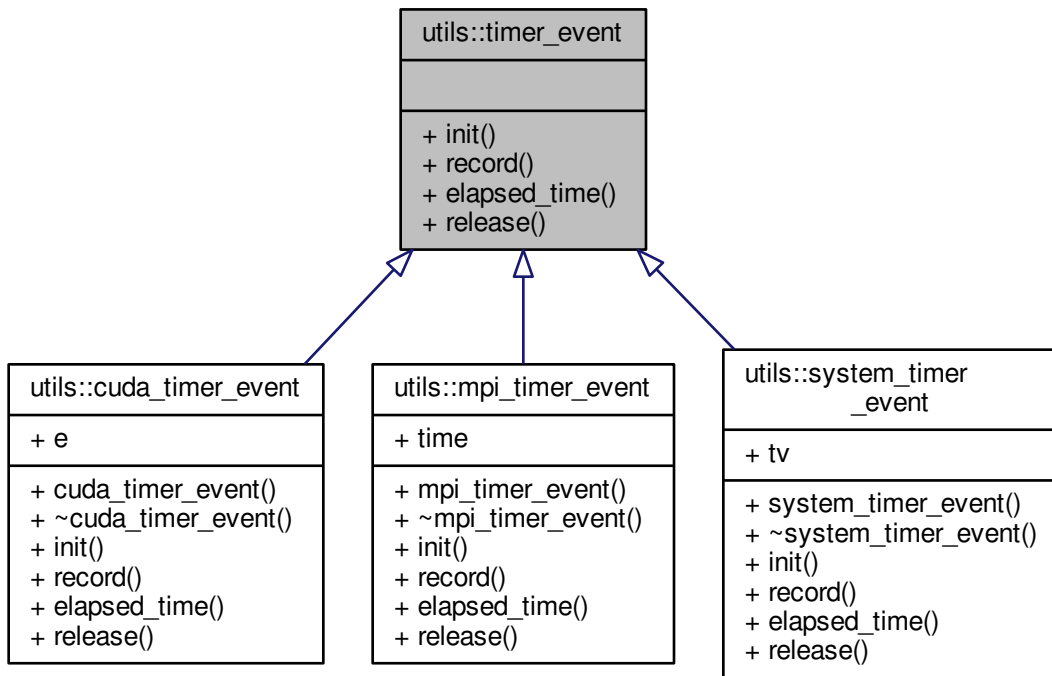 utils::timer_event
+ init()
+ record()
+ elapsed_time()
+ release()
utils::cuda_timer_event
+ e
+ cuda_timer_event()
+ ~cuda_timer_event()
+ init()
+ record()
+ elapsed_time()
+ release()
utils::mpi_timer_event
+ time
+ mpi_timer_event()
+ ~mpi_timer_event()
+ init()
+ record()
+ elapsed_time()
+ release()
utils::system_timer
_event
+ tv
+ system_timer_event()
+ ~system_timer_event()
+ init()
+ record()
+ elapsed_time()
+ release()